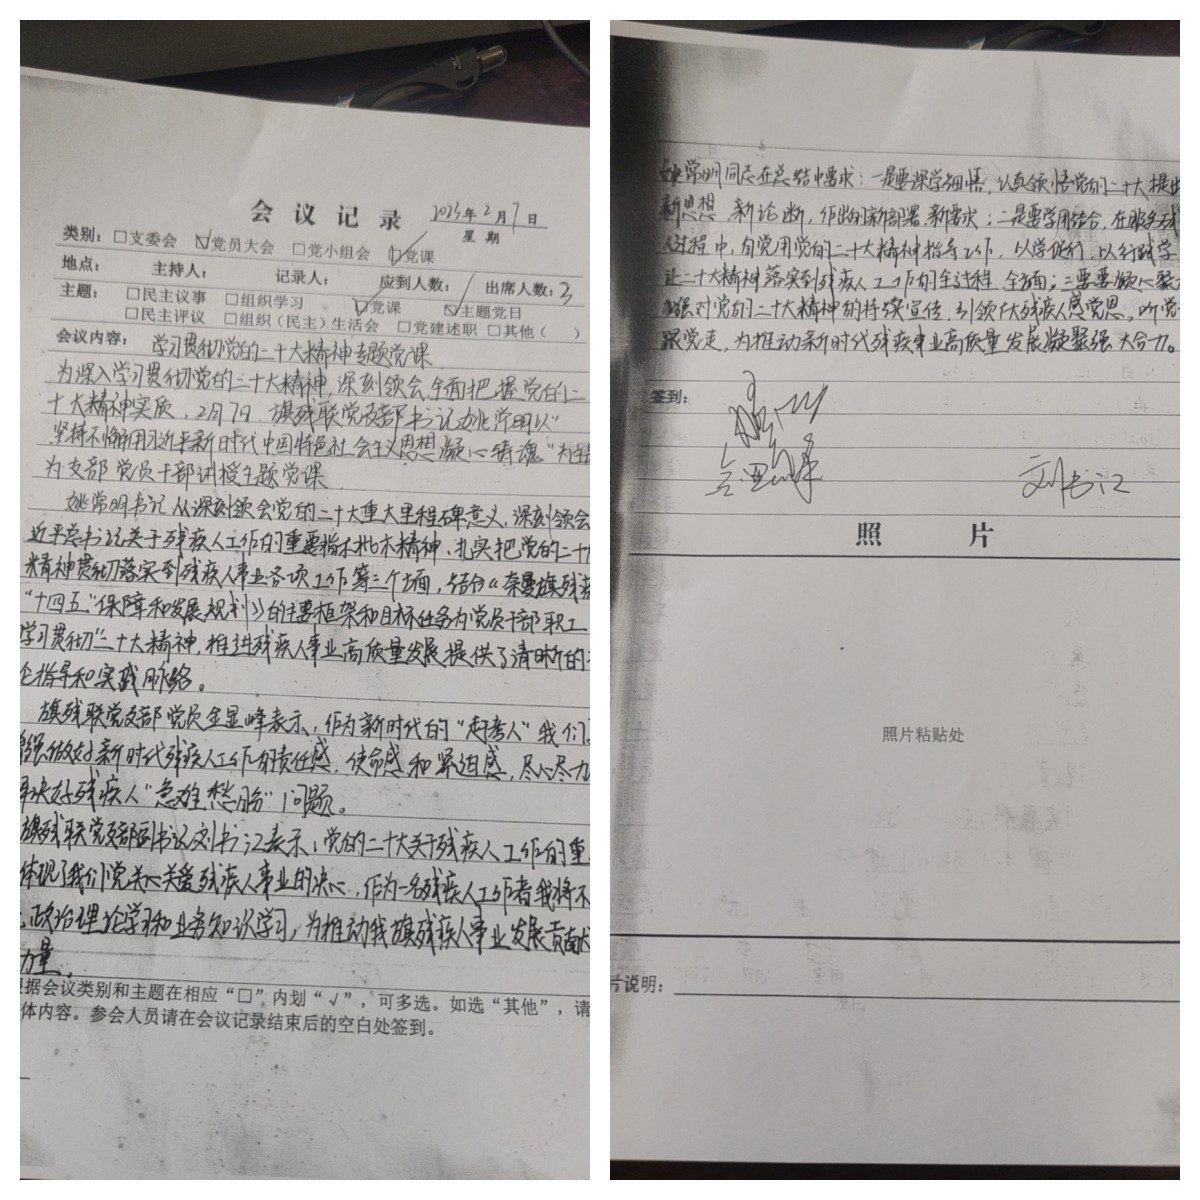 会议记录 2023年2月7日
星期
类别：□支委会 ☑党员大会 □党小组会 ☑党课
地点： 主持人： 记录人： 应到人数： 出席人数：3
主题：□民主议事 □组织学习 ☑党课 ☑主题党日
□民主评议 □组织（民主）生活会 □党建述职 □其他（ ）
会议内容： 学习贯彻党的二十大精神专题党课
为深入学习贯彻党的二十大精神，深刻领会、全面把握党的二
十大精神实质，2月7日，旗残联党支部书记姚常明以“
坚持不懈用习近平新时代中国特色社会主义思想凝心铸魂”为主
为支部党员干部讲授主题党课
姚常明书记从深刻领会党的二十大重大里程碑意义、深刻领会
近平总书记关于残疾人工作的重要指示批示精神、扎实把党的二十
精神贯彻落实到残疾人事业各项工作等三个方面，结合《奈曼旗残疾
“十四五”保障和发展规划》的主要框架和目标任务为党员干部职工
学习贯彻二十大精神，推进残疾人事业高质量发展提供了清晰的
论指导和实践脉络。
旗残联党支部党员金显峰表示，作为新时代的“赶考人”我们
增强做好新时代残疾人工作的责任感、使命感和紧迫感，尽心尽力
解决好残疾人“急难愁盼”问题。
旗残联党支部副书记刘书江表示，党的二十大关于残疾人工作的重
体现了我们党关心关爱残疾人事业的决心，作为一名残疾人工作者我将不
政治理论学习和业务知识学习，为推动我旗残疾人事业发展贡献
力量。
根据会议类别和主题在相应“□”内划“√”，可多选。如选“其他”，请
体内容。参会人员请在会议记录结束后的空白处签到。
姚常明同志在总结中要求：一是要深学细悟，认真领悟党的二十大提出
新思想、新论断，作出的新部署、新要求；二是要学用结合，在服务残
人过程中，自觉用党的二十大精神指导工作，以学促行，以行践学
让二十大精神落实到残疾人工作的全过程、全方面；三要要凝心聚
加强对党的二十大精神的持续宣传，引领广大残疾人感党恩、听党
跟党走，为推动新时代残疾事业高质量发展凝聚强大合力。
签到：
金显峰 刘书江
照片
照片粘贴处
片说明：